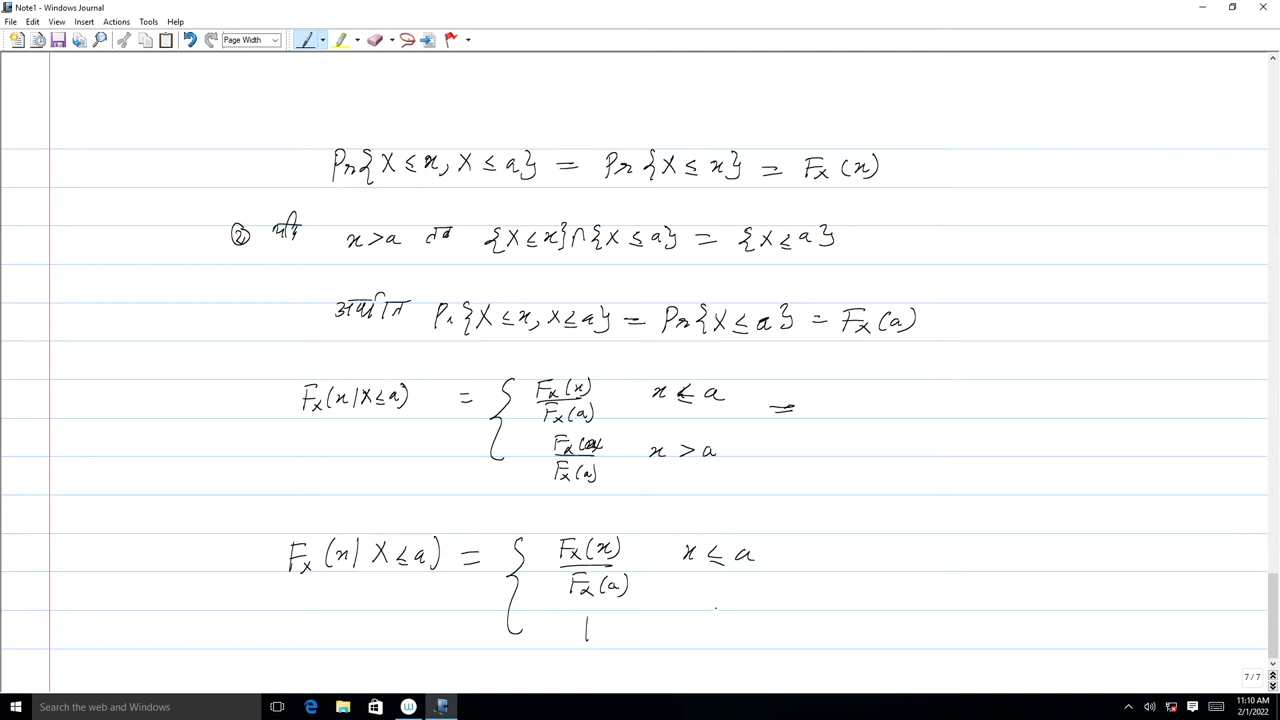 Note1 - Windows Journal
File Edit View Insert Actions Tools Help
Page Width
Pr{X ≤ x, X ≤ a} = Pr{X ≤ x} = Fx(x)
② यदि x > a तब {X ≤ x} ∩ {X ≤ a} = {X ≤ a}
Pr{X ≤ x, X ≤ a} = Pr{X ≤ a} = Fx(a)
Fx(x | X ≤ a) = { Fx(x) / Fx(a) x ≤ a =
Fx(a) / Fx(a) x > a
Fx(x | X ≤ a) = { Fx(x) / Fx(a) x ≤ a
1
7 / 7
Search the web and Windows
11:10 AM
2/1/2022